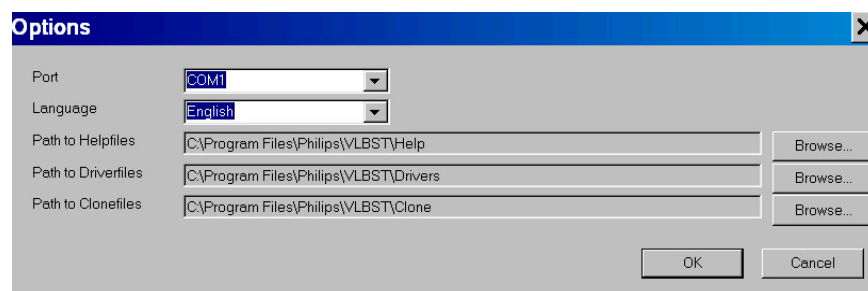 Options
Port COM1
Language English
Path to Helpfiles C:\Program Files\Philips\VLBST\Help Browse...
Path to Driverfiles C:\Program Files\Philips\VLBST\Drivers Browse...
Path to Clonefiles C:\Program Files\Philips\VLBST\Clone Browse...
OK Cancel